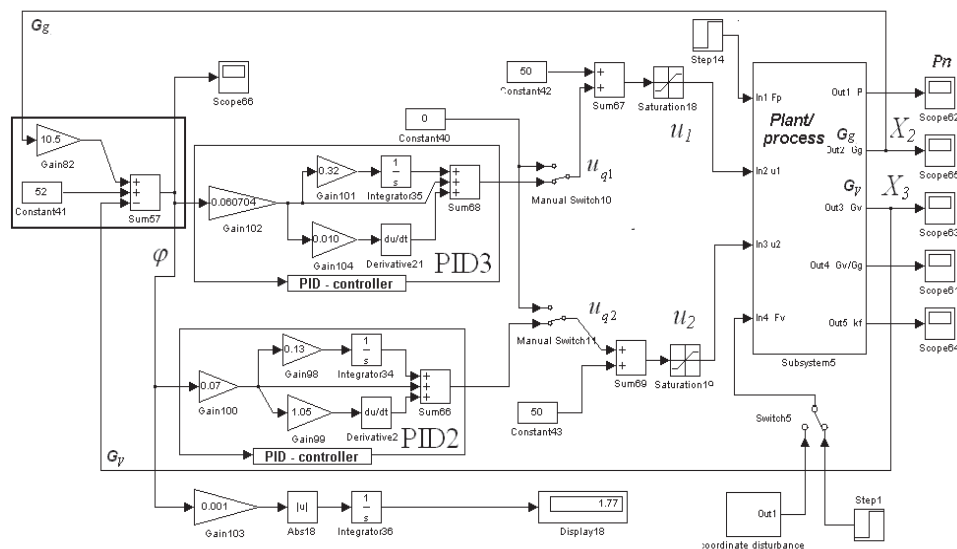 Gg
Scope66
10.5
Gain82
52
Constant41
+
+
−
Sum57
φ
0.060704
Gain102
0.32
Gain101
1
s
Integrator35
0.010
Gain104
du/dt
Derivative21
+
+
+
Sum68
PID3
PID - controller
0
Constant40
Manual Switch10
u q1
50
Constant42
+
+
Sum67
Saturation18
u1
Step14
In1 Fp
In2 u1
In3 u2
In4 Fv
Plant/
process
Out1 P
Gg
Out2 Gg
Gv
Out3 Gv
Out4 Gv/Gg
Out5 kf
Subsystem5
Pn
Scope62
X2
Scope65
X3
Scope63
Scope61
Scope64
0.07
Gain100
0.13
Gain98
1
s
Integrator34
1.05
Gain99
du/dt
Derivative2
+
+
+
Sum66
PID2
PID - controller
Manual Switch11
u q2
50
Constant43
+
+
Sum69
Saturation19
u2
Gv
0.001
Gain103
|u|
Abs18
1
s
Integrator36
1.77
Display18
Switch5
Out1
coordinate disturbance
Step1